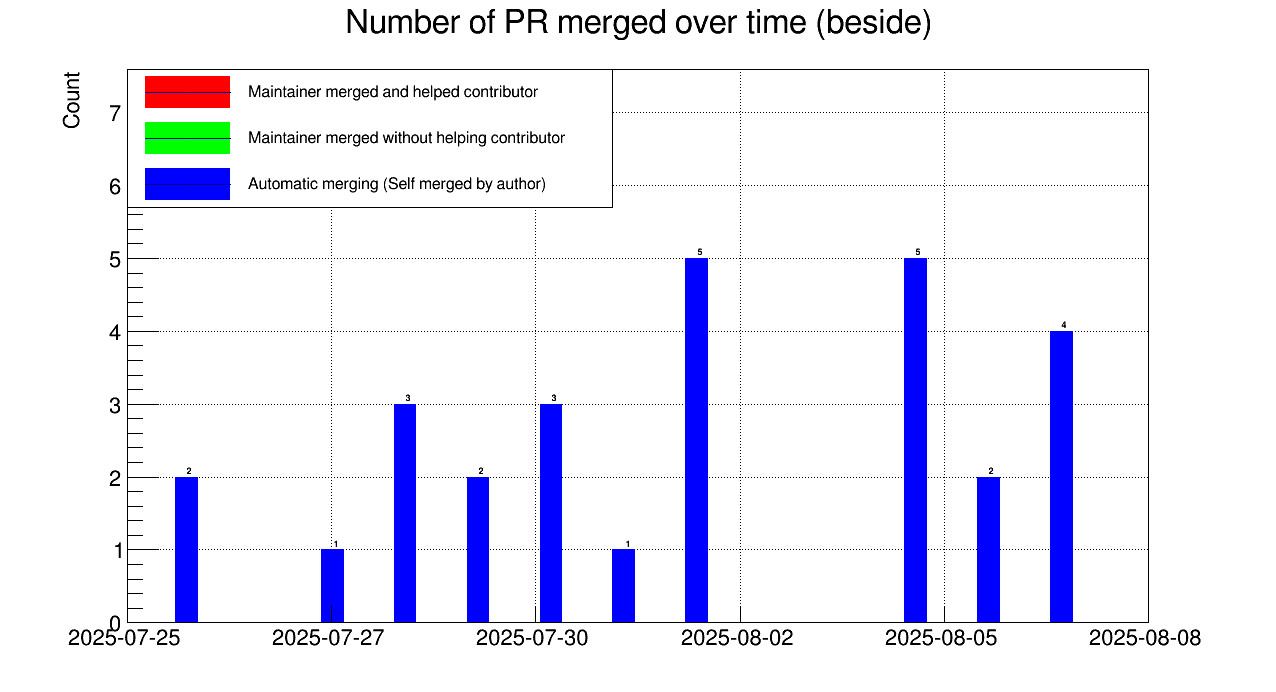 Number of PR merged over time (beside)
Count
Maintainer merged and helped contributor
Maintainer merged without helping contributor
Automatic merging (Self merged by author)
7
6
5
4
3
2
1
0
2 1 3 2 3 1 5 5 2 4
2025-07-25 2025-07-27 2025-07-30 2025-08-02 2025-08-05 2025-08-08